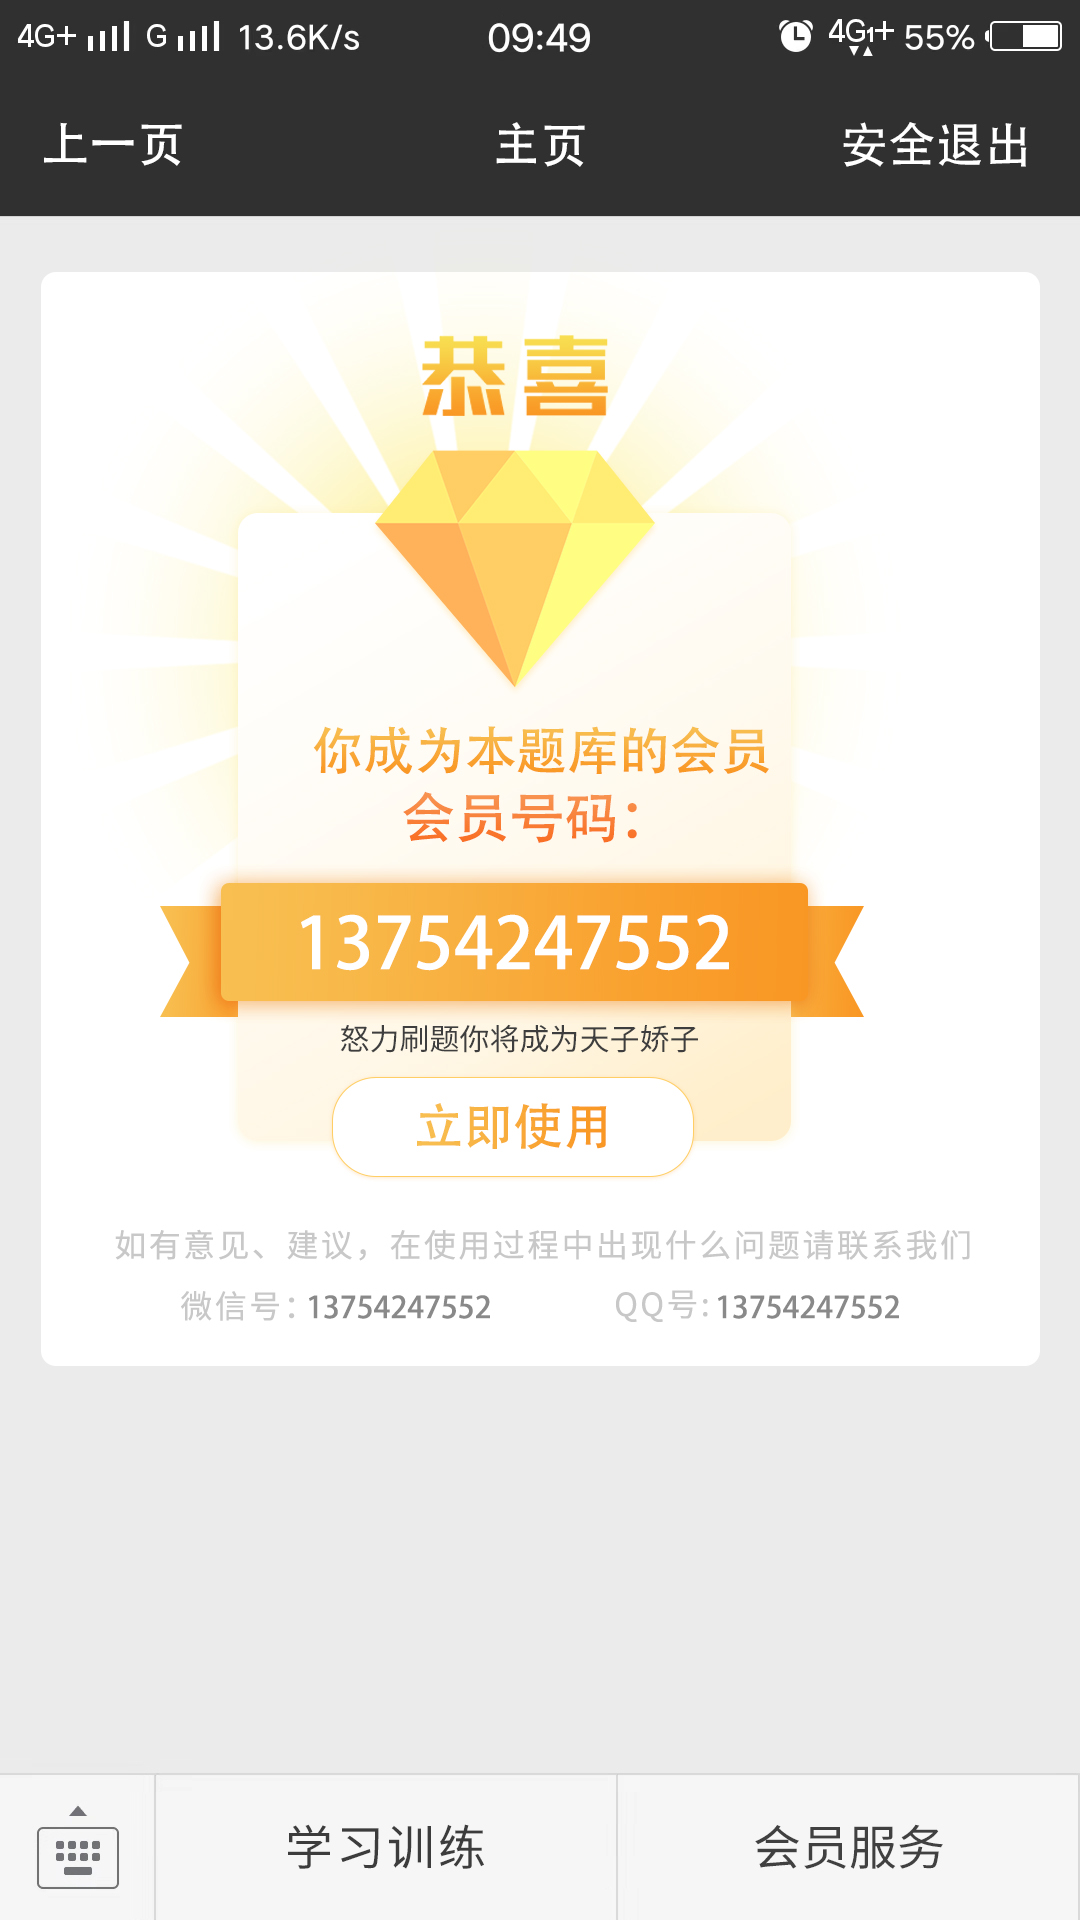 4G+ G 13.6K/s 09:49 4G1+ 55%
上一页 主页 安全退出
恭喜
你成为本题库的会员
会员号码：
13754247552
怒力刷题你将成为天子娇子
立即使用
如有意见、建议，在使用过程中出现什么问题请联系我们
微信号：13754247552 QQ号：13754247552
学习训练 会员服务